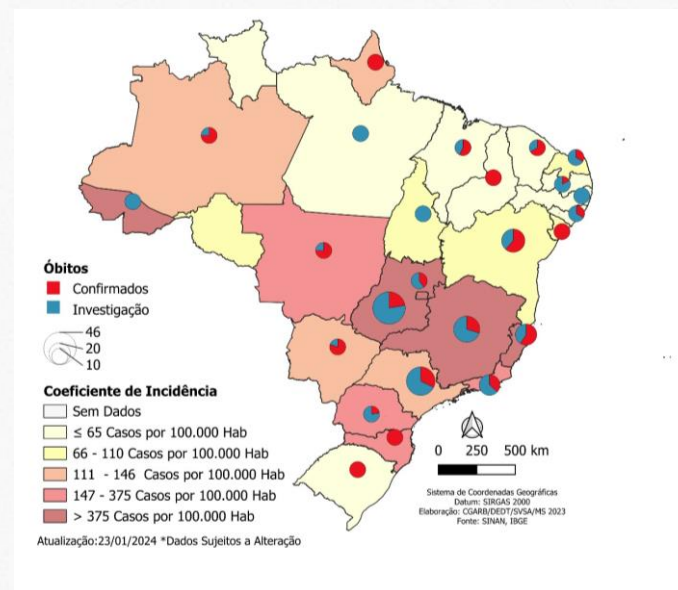 Óbitos
Confirmados
Investigação
46
20
10
Coeficiente de Incidência
Sem Dados
≤ 65 Casos por 100.000 Hab
66 - 110 Casos por 100.000 Hab
111 - 146 Casos por 100.000 Hab
147 - 375 Casos por 100.000 Hab
> 375 Casos por 100.000 Hab
Atualização:23/01/2024 *Dados Sujeitos a Alteração
0 250 500 km
Sistema de Coordenadas Geográficas
Datum: SIRGAS 2000
Elaboração: CGARB/DEDT/SVSA/MS 2023
Fonte: SINAN, IBGE